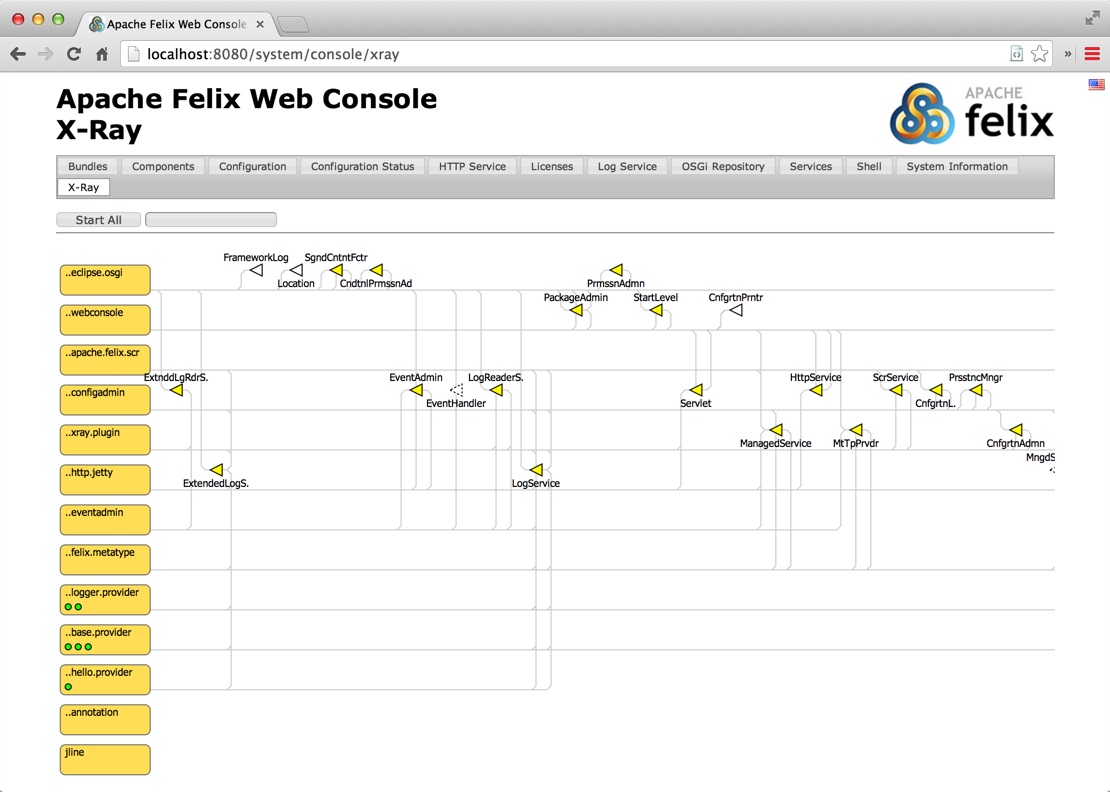 Apache Felix Web Console
localhost:8080/system/console/xray
Apache Felix Web Console
X-Ray
APACHE
felix
Bundles Components Configuration Configuration Status HTTP Service Licenses Log Service OSGi Repository Services Shell System Information
X-Ray
Start All
FrameworkLog SgndCntntFctr
..eclipse.osgi
Location CndtnlPrmssnAd PrmssnAdmn
PackageAdmin StartLevel CnfgrtnPrntr
..webconsole
..apache.felix.scr
ExtnddLgRdrS. EventAdmin LogReaderS. HttpService ScrService PrsstncMngr
..configadmin
EventHandler Servlet CnfgrtnL.
..xray.plugin
ManagedService MtTpPrvdr CnfgrtnAdmn
MngdS
..http.jetty
ExtendedLogS. LogService
..eventadmin
..felix.metatype
..logger.provider
..base.provider
..hello.provider
..annotation
jline